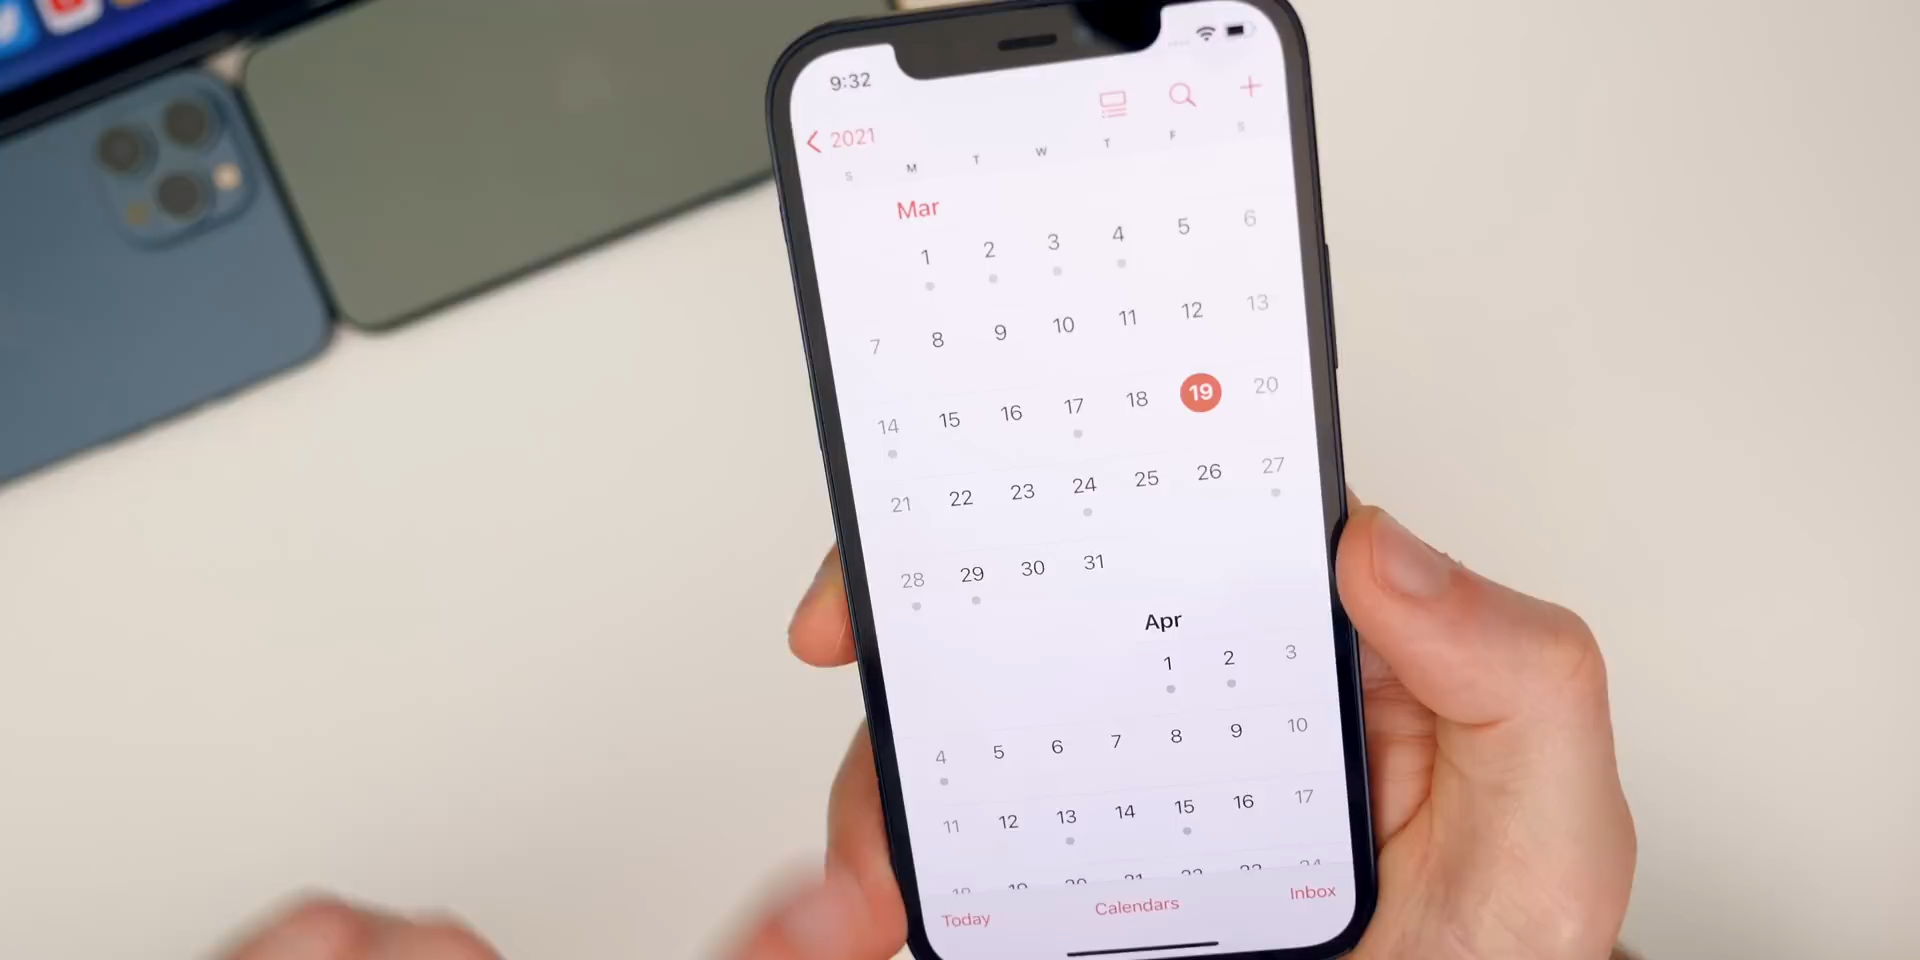 9:32
2021
S M T W T F S
Mar
1 2 3 4 5 6
7 8 9 10 11 12 13
14 15 16 17 18 19 20
21 22 23 24 25 26 27
28 29 30 31
Apr
1 2 3
4 5 6 7 8 9 10
11 12 13 14 15 16 17
Today Calendars Inbox